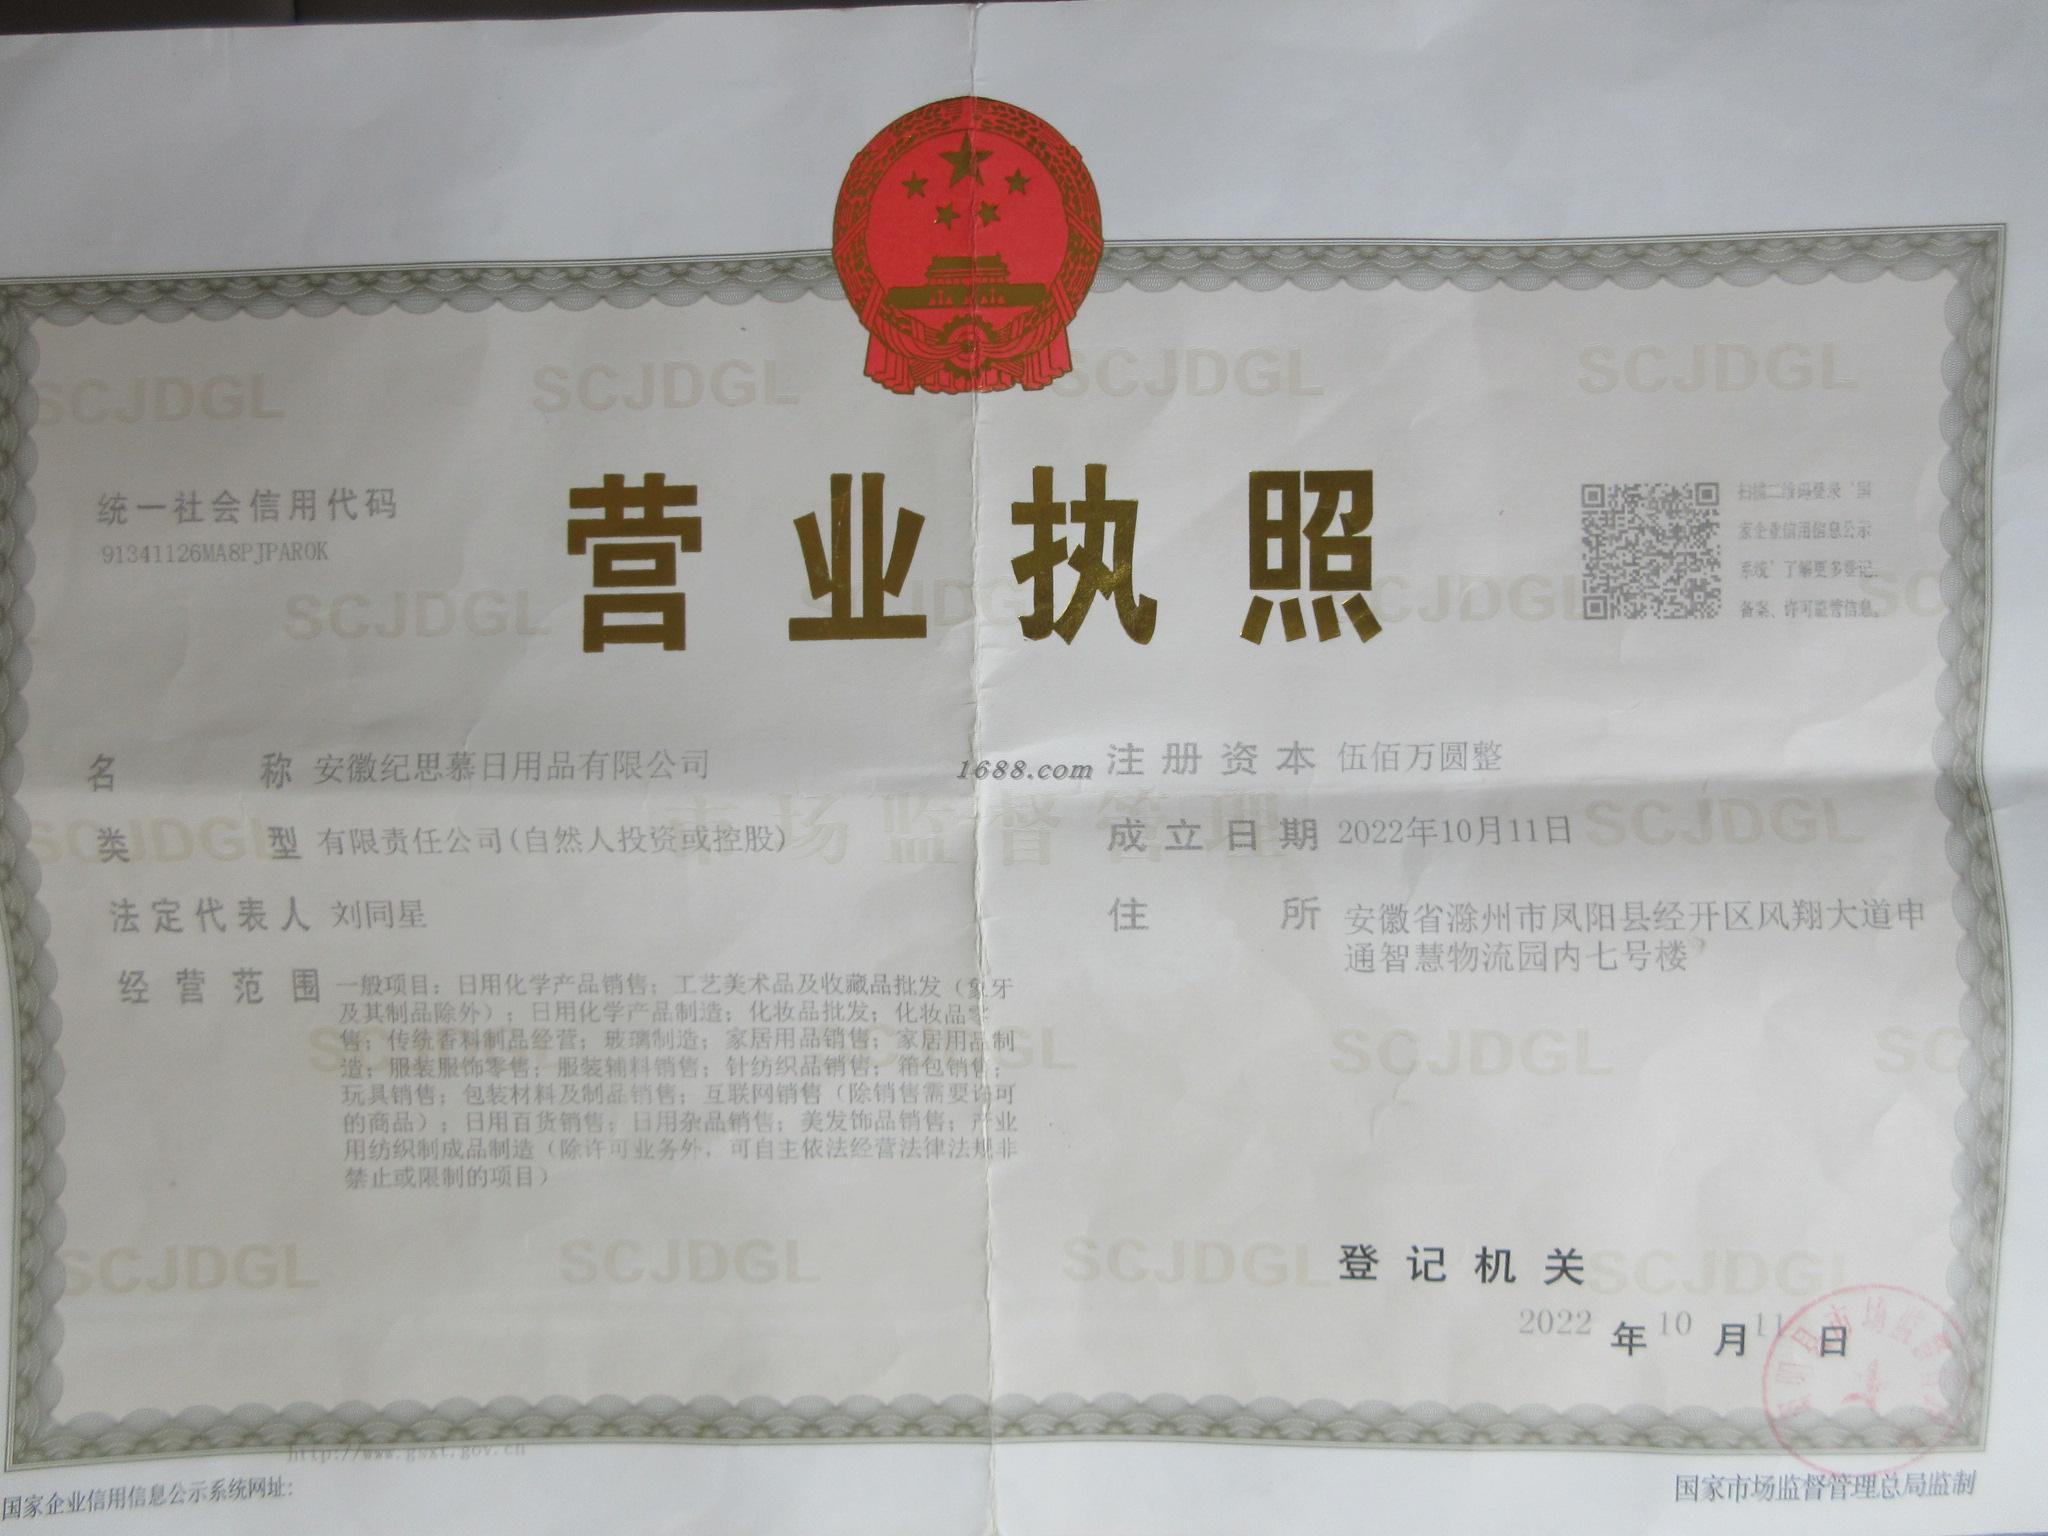 营业执照
统一社会信用代码
91341126MA8PJPAR0K
扫描二维码登录“国
家企业信用信息公示
系统”了解更多登记、
备案、许可监管信息。
名 称 安徽纪思慕日用品有限公司
类 型 有限责任公司(自然人投资或控股)
法定代表人 刘同星
经营范围 一般项目：日用化学产品销售；工艺美术品及收藏品批发（象牙
及其制品除外）；日用化学产品制造；化妆品批发；化妆品零
售；传统香料制品经营；玻璃制造；家居用品销售；家居用品制
造；服装服饰零售；服装辅料销售；针纺织品销售；箱包销售；
玩具销售；包装材料及制品销售；互联网销售（除销售需要许可
的商品）；日用百货销售；日用杂品销售；美发饰品销售；产业
用纺织制成品制造（除许可业务外，可自主依法经营法律法规非
禁止或限制的项目）
1688.com
注册资本 伍佰万圆整
成立日期 2022年10月11日
住 所 安徽省滁州市凤阳县经开区风翔大道申
通智慧物流园内七号楼
登记机关
2022 年 10 月 11 日
市场监督管理
SCJDGL SCJDGL SCJDGL SCJDGL
SCJDGL
SCJDGL
SCJDGL
SCJDGL SCJDGL SCJDGL SCJDGL
http://www.gsxt.gov.cn
国家企业信用信息公示系统网址:
国家市场监督管理总局监制